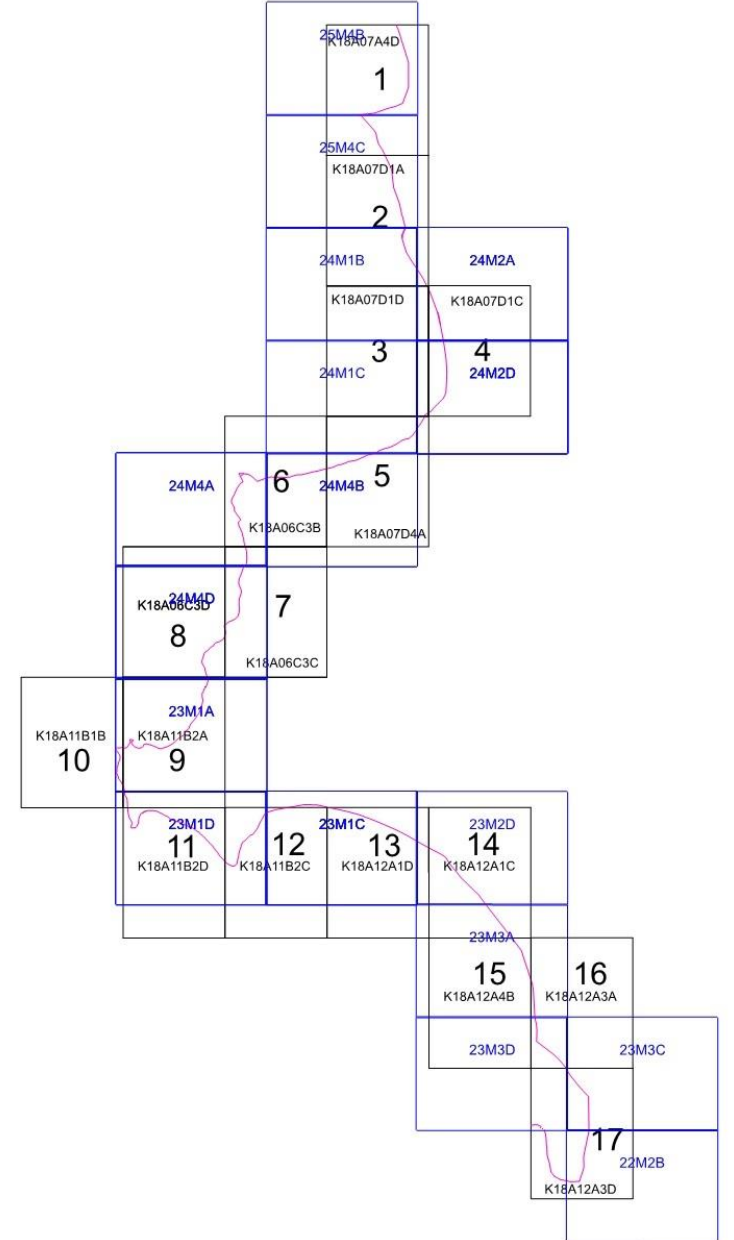 25M4B
K18A07A4D
1
25M4C
K18A07D1A
2
24M1B
24M2A
K18A07D1D
K18A07D1C
3
4
24M1C
24M2D
24M4A
6
24M4B
5
K18A06C3B
K18A07D4A
24M4D
K18A06C3D
7
8
K18A06C3C
23M1A
K18A11B1B
K18A11B2A
10
9
23M1D
23M1C
23M2D
11
12
13
14
K18A11B2D
K18A11B2C
K18A12A1D
K18A12A1C
23M3A
15
16
K18A12A4B
K18A12A3A
23M3D
23M3C
17
22M2B
K18A12A3D